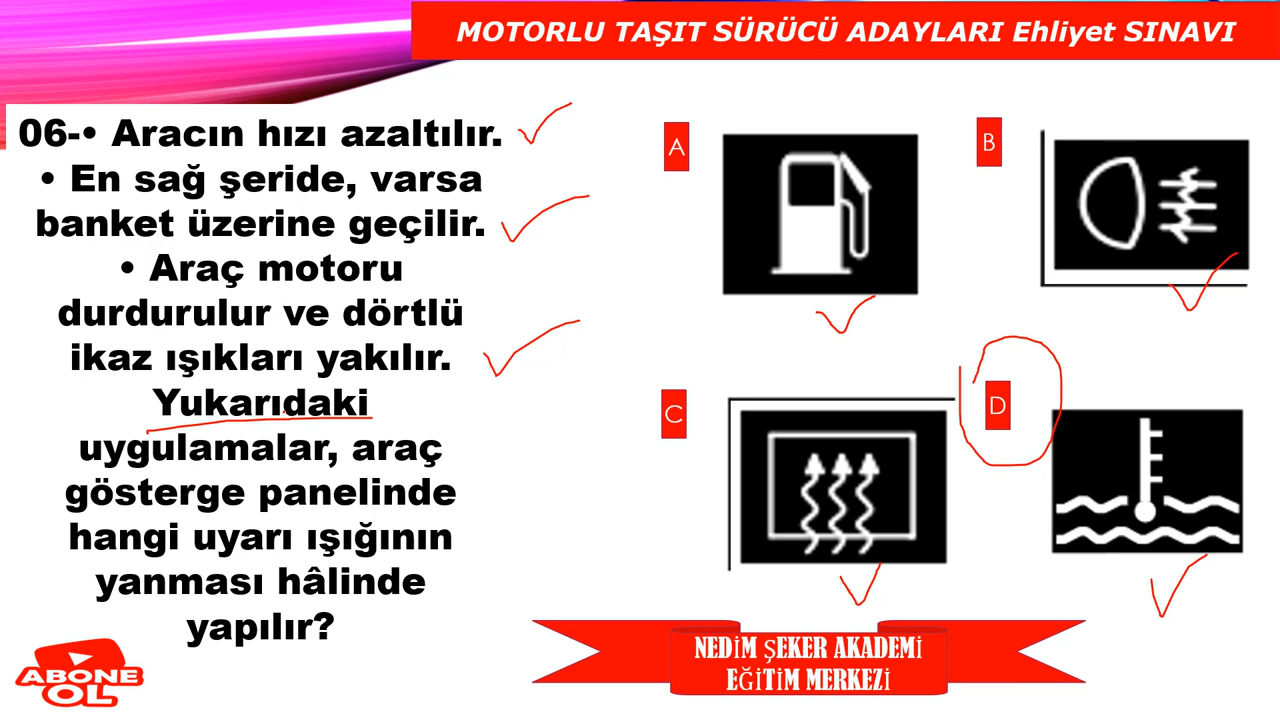 MOTORLU TAŞIT SÜRÜCÜ ADAYLARI Ehliyet SINAVI
06-• Aracın hızı azaltılır.
• En sağ şeride, varsa
banket üzerine geçilir.
• Araç motoru
durdurulur ve dörtlü
ikaz ışıkları yakılır.
Yukarıdaki
uygulamalar, araç
gösterge panelinde
hangi uyarı ışığının
yanması hâlinde
yapılır?
A
B
C
D
NEDİM ŞEKER AKADEMİ
EĞİTİM MERKEZİ
ABONE
OL